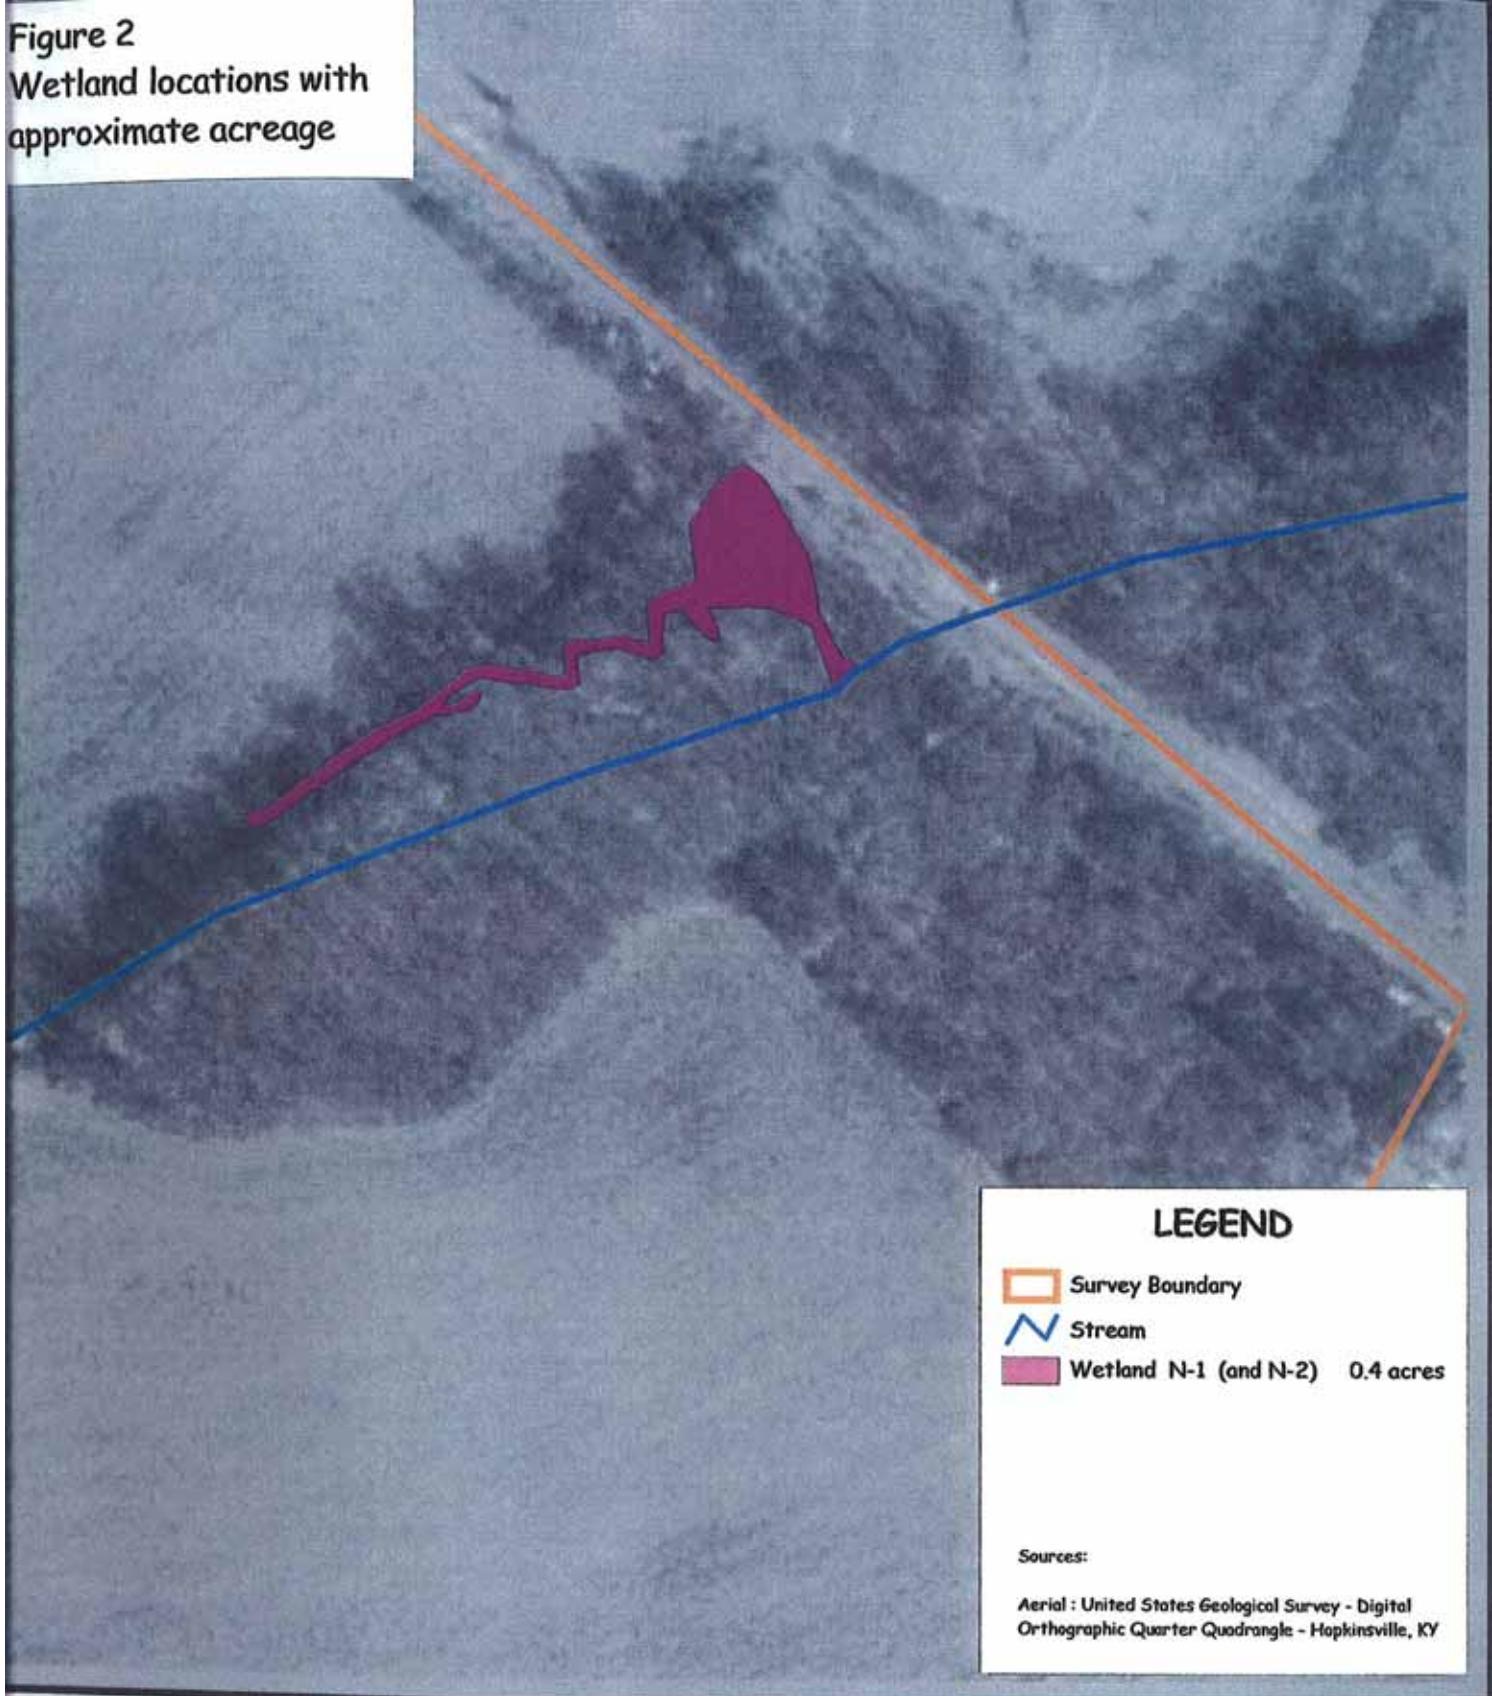 Figure 2
Wetland locations with
approximate acreage
LEGEND
Survey Boundary
Stream
Wetland N-1 (and N-2) 0.4 acres
Sources:
Aerial : United States Geological Survey - Digital
Orthographic Quarter Quadrangle - Hopkinsville, KY